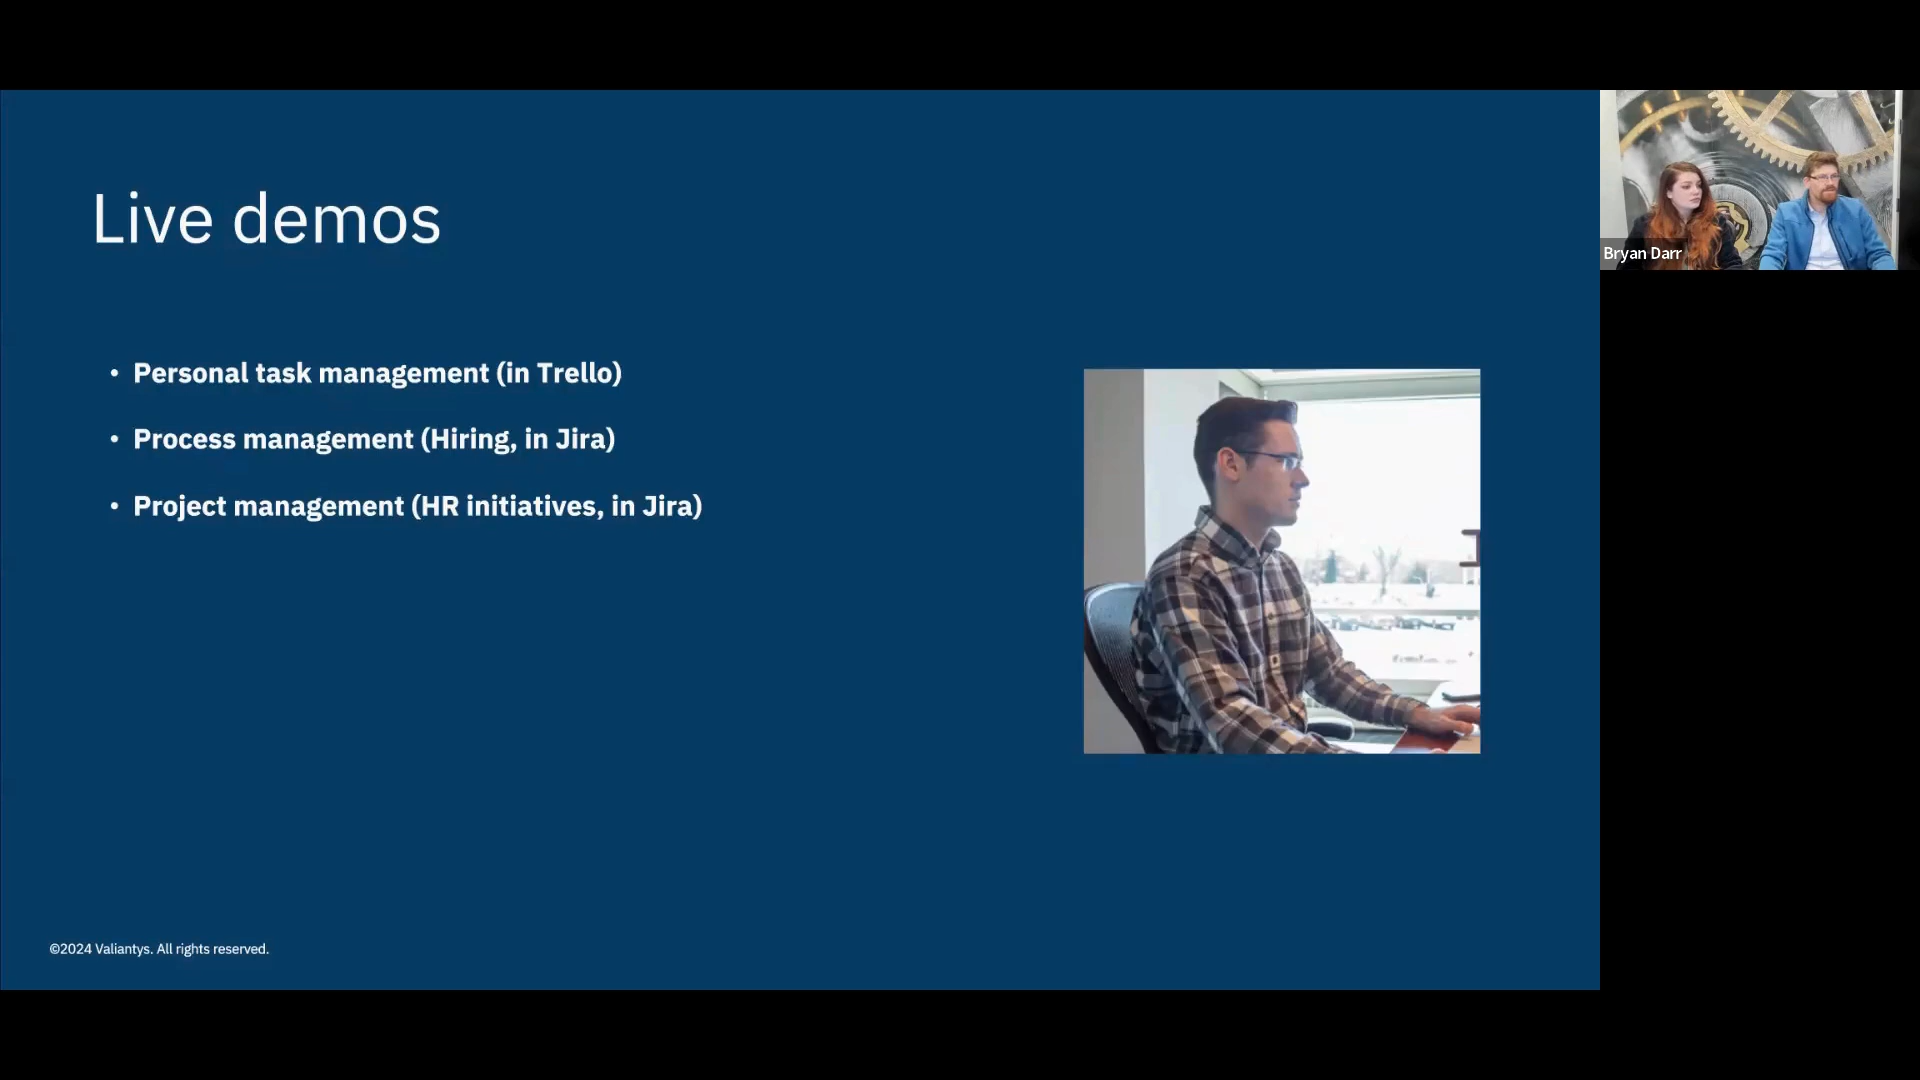 Live demos
• Personal task management (in Trello)
• Process management (Hiring, in Jira)
• Project management (HR initiatives, in Jira)
©2024 Valiantys. All rights reserved.
Bryan Darr